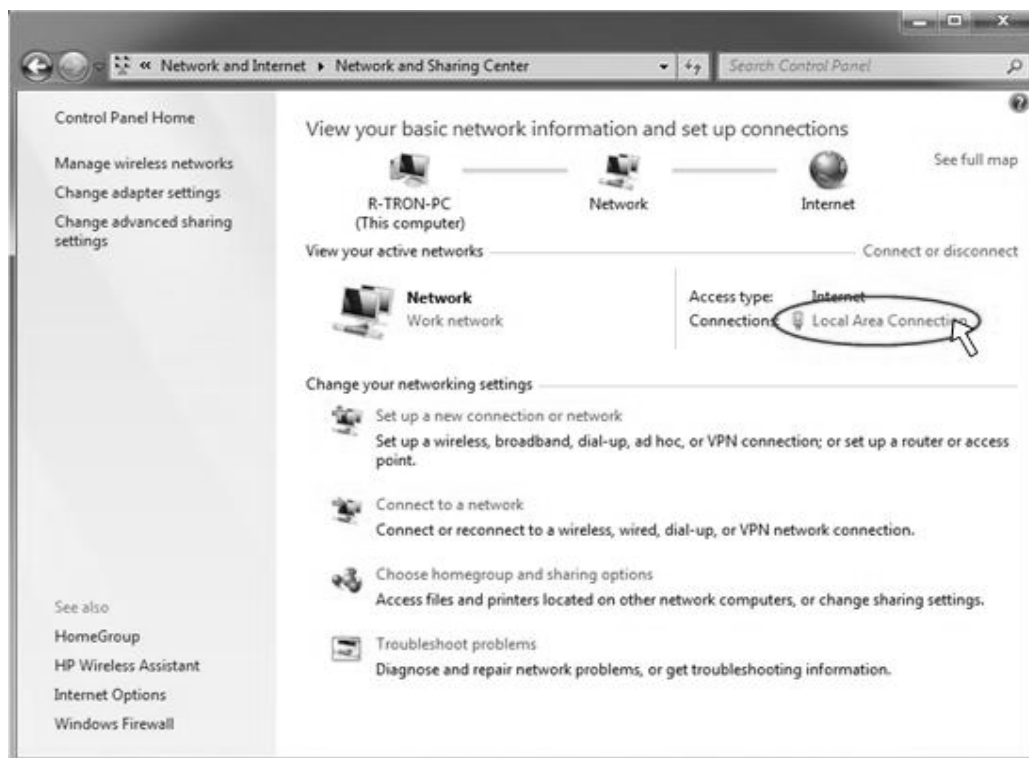 « Network and Internet ▸ Network and Sharing Center
Search Control Panel
Control Panel Home
Manage wireless networks
Change adapter settings
Change advanced sharing
settings
See also
HomeGroup
HP Wireless Assistant
Internet Options
Windows Firewall
View your basic network information and set up connections
See full map
R-TRON-PC
(This computer)
Network
Internet
View your active networks
Connect or disconnect
Network
Work network
Access type: Internet
Connections: Local Area Connection
Change your networking settings
Set up a new connection or network
Set up a wireless, broadband, dial-up, ad hoc, or VPN connection; or set up a router or access
point.
Connect to a network
Connect or reconnect to a wireless, wired, dial-up, or VPN network connection.
Choose homegroup and sharing options
Access files and printers located on other network computers, or change sharing settings.
Troubleshoot problems
Diagnose and repair network problems, or get troubleshooting information.